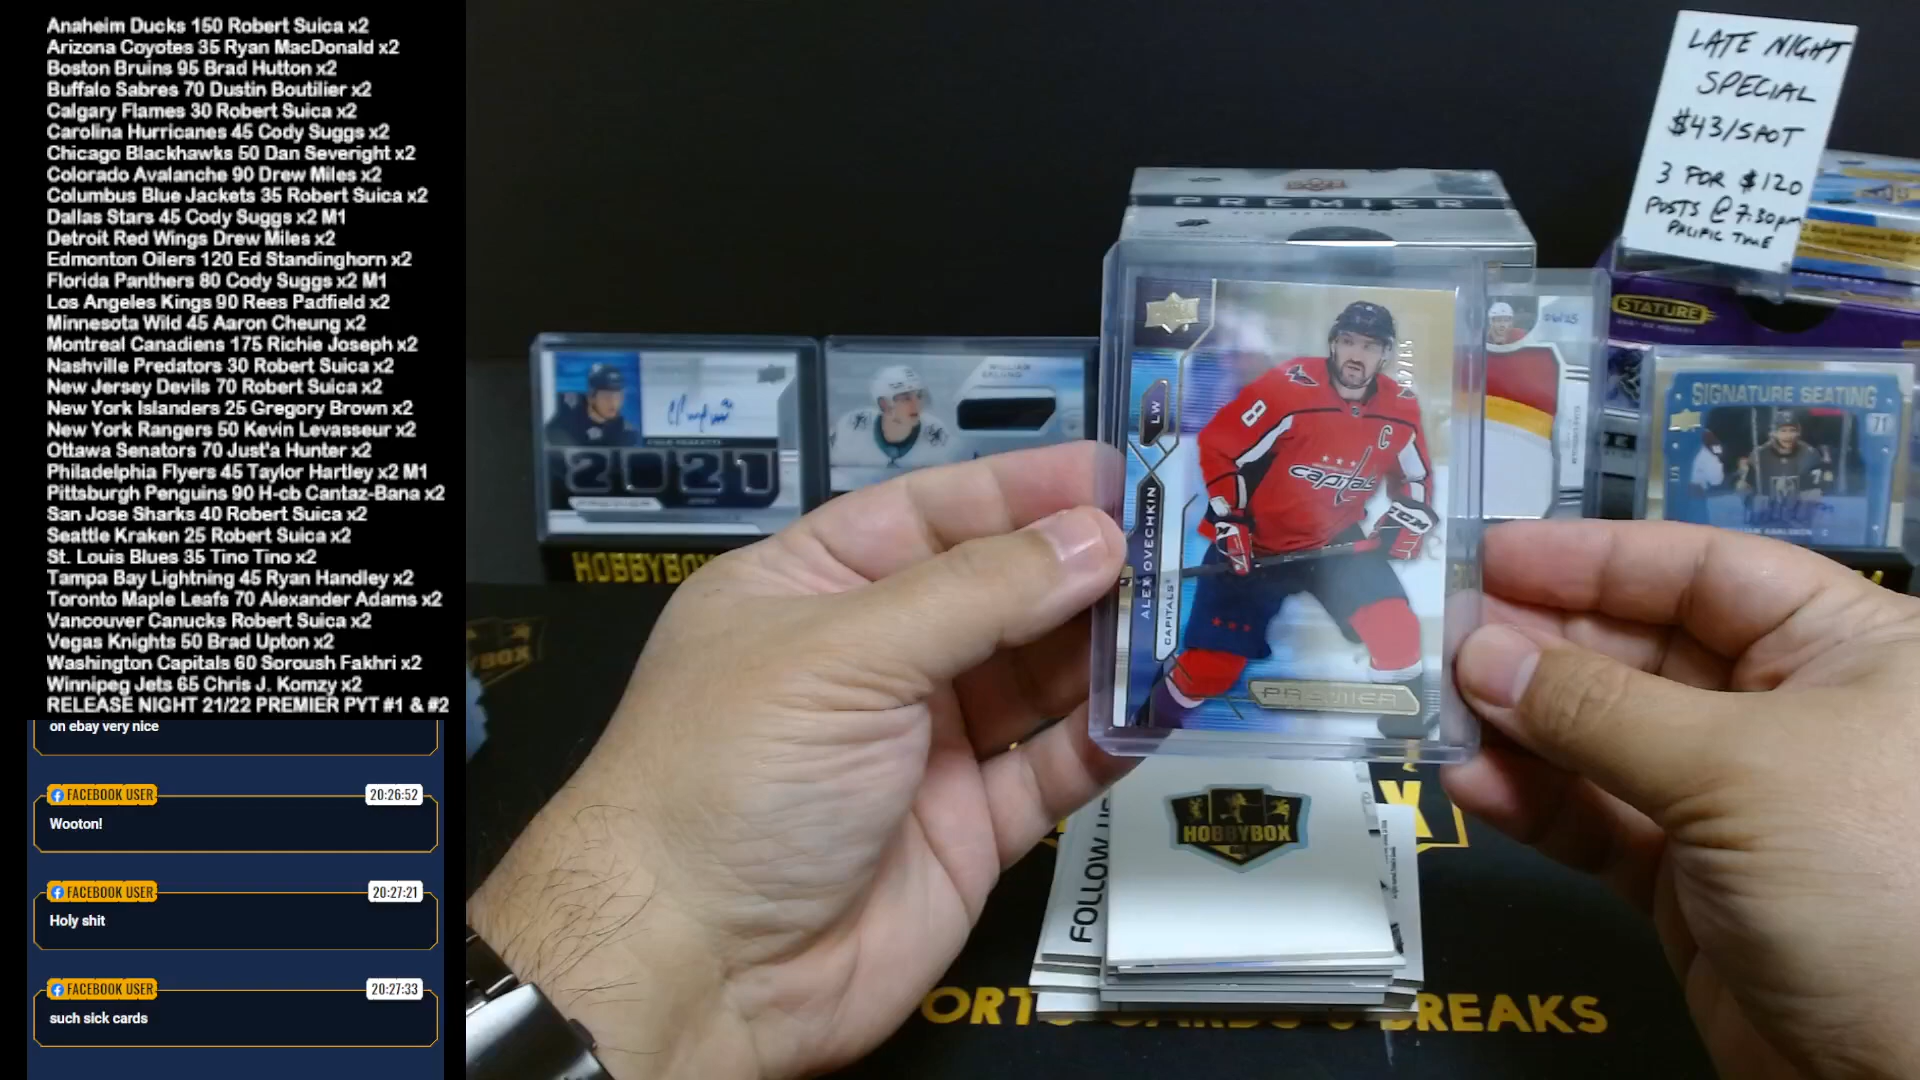 Anaheim Ducks 150 Robert Suica x2
Arizona Coyotes 35 Ryan MacDonald x2
Boston Bruins 95 Brad Hutton x2
Buffalo Sabres 70 Dustin Boutilier x2
Calgary Flames 30 Robert Suica x2
Carolina Hurricanes 45 Cody Suggs x2
Chicago Blackhawks 50 Dan Severight x2
Colorado Avalanche 90 Drew Miles x2
Columbus Blue Jackets 35 Robert Suica x2
Dallas Stars 45 Cody Suggs x2 M1
Detroit Red Wings Drew Miles x2
Edmonton Oilers 120 Ed Standinghorn x2
Florida Panthers 80 Cody Suggs x2 M1
Los Angeles Kings 90 Rees Padfield x2
Minnesota Wild 45 Aaron Cheung x2
Montreal Canadiens 175 Richie Joseph x2
Nashville Predators 30 Robert Suica x2
New Jersey Devils 70 Robert Suica x2
New York Islanders 25 Gregory Brown x2
New York Rangers 50 Kevin Levasseur x2
Ottawa Senators 70 Just'a Hunter x2
Philadelphia Flyers 45 Taylor Hartley x2 M1
Pittsburgh Penguins 90 H-cb Cantaz-Bana x2
San Jose Sharks 40 Robert Suica x2
Seattle Kraken 25 Robert Suica x2
St. Louis Blues 35 Tino Tino x2
Tampa Bay Lightning 45 Ryan Handley x2
Toronto Maple Leafs 70 Alexander Adams x2
Vancouver Canucks Robert Suica x2
Vegas Knights 50 Brad Upton x2
Washington Capitals 60 Soroush Fakhri x2
Winnipeg Jets 65 Chris J. Komzy x2
RELEASE NIGHT 21/22 PREMIER PYT #1 & #2
on ebay very nice
FACEBOOK USER 20:26:52
Wooton!
FACEBOOK USER 20:27:21
Holy shit
FACEBOOK USER 20:27:33
such sick cards
LATE NIGHT
SPECIAL
$43/SPOT
3 FOR $120
POSTS @ 7:30pm
PACIFIC TIME
PREMIER
STATURE
SIGNATURE SEATING
71
WILLIAM
EKLUND
2021
HOBBYBOX
LW
ALEX OVECHKIN
CAPITALS
8
C
capitals
CCM
PREMIER
FOLLOW US
HOBBYBOX
BREAKS